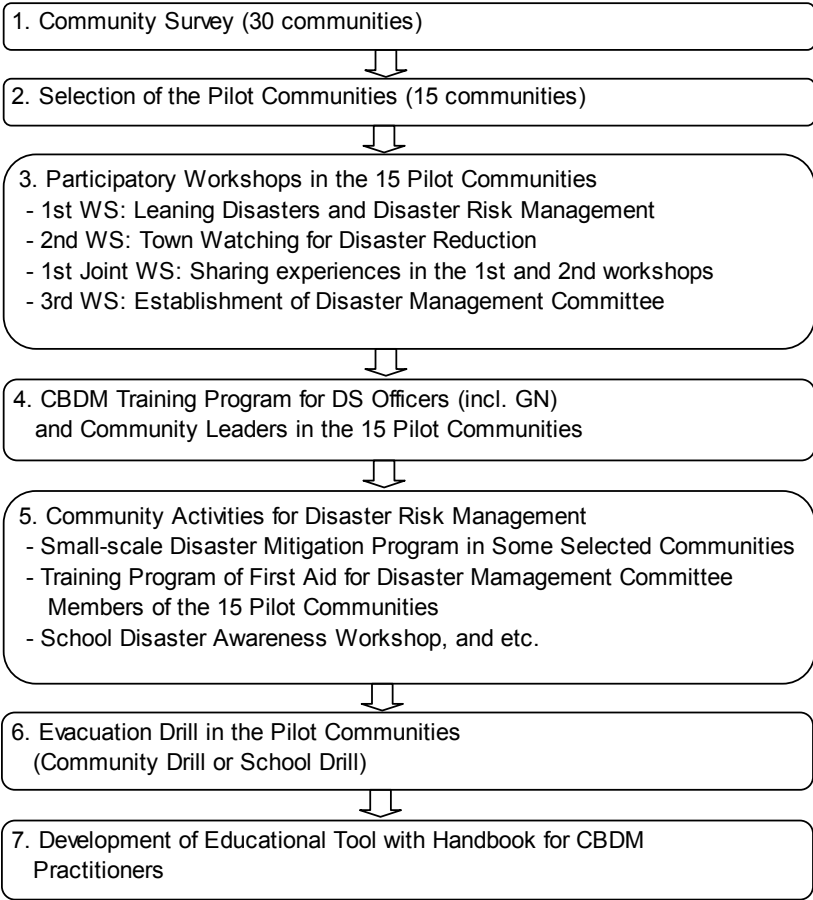 1. Community Survey (30 communities)
2. Selection of the Pilot Communities (15 communities)
3. Participatory Workshops in the 15 Pilot Communities
- 1st WS: Leaning Disasters and Disaster Risk Management
- 2nd WS: Town Watching for Disaster Reduction
- 1st Joint WS: Sharing experiences in the 1st and 2nd workshops
- 3rd WS: Establishment of Disaster Management Committee
4. CBDM Training Program for DS Officers (incl. GN)
and Community Leaders in the 15 Pilot Communities
5. Community Activities for Disaster Risk Management
- Small-scale Disaster Mitigation Program in Some Selected Communities
- Training Program of First Aid for Disaster Mamagement Committee
Members of the 15 Pilot Communities
- School Disaster Awareness Workshop, and etc.
6. Evacuation Drill in the Pilot Communities
(Community Drill or School Drill)
7. Development of Educational Tool with Handbook for CBDM
Practitioners